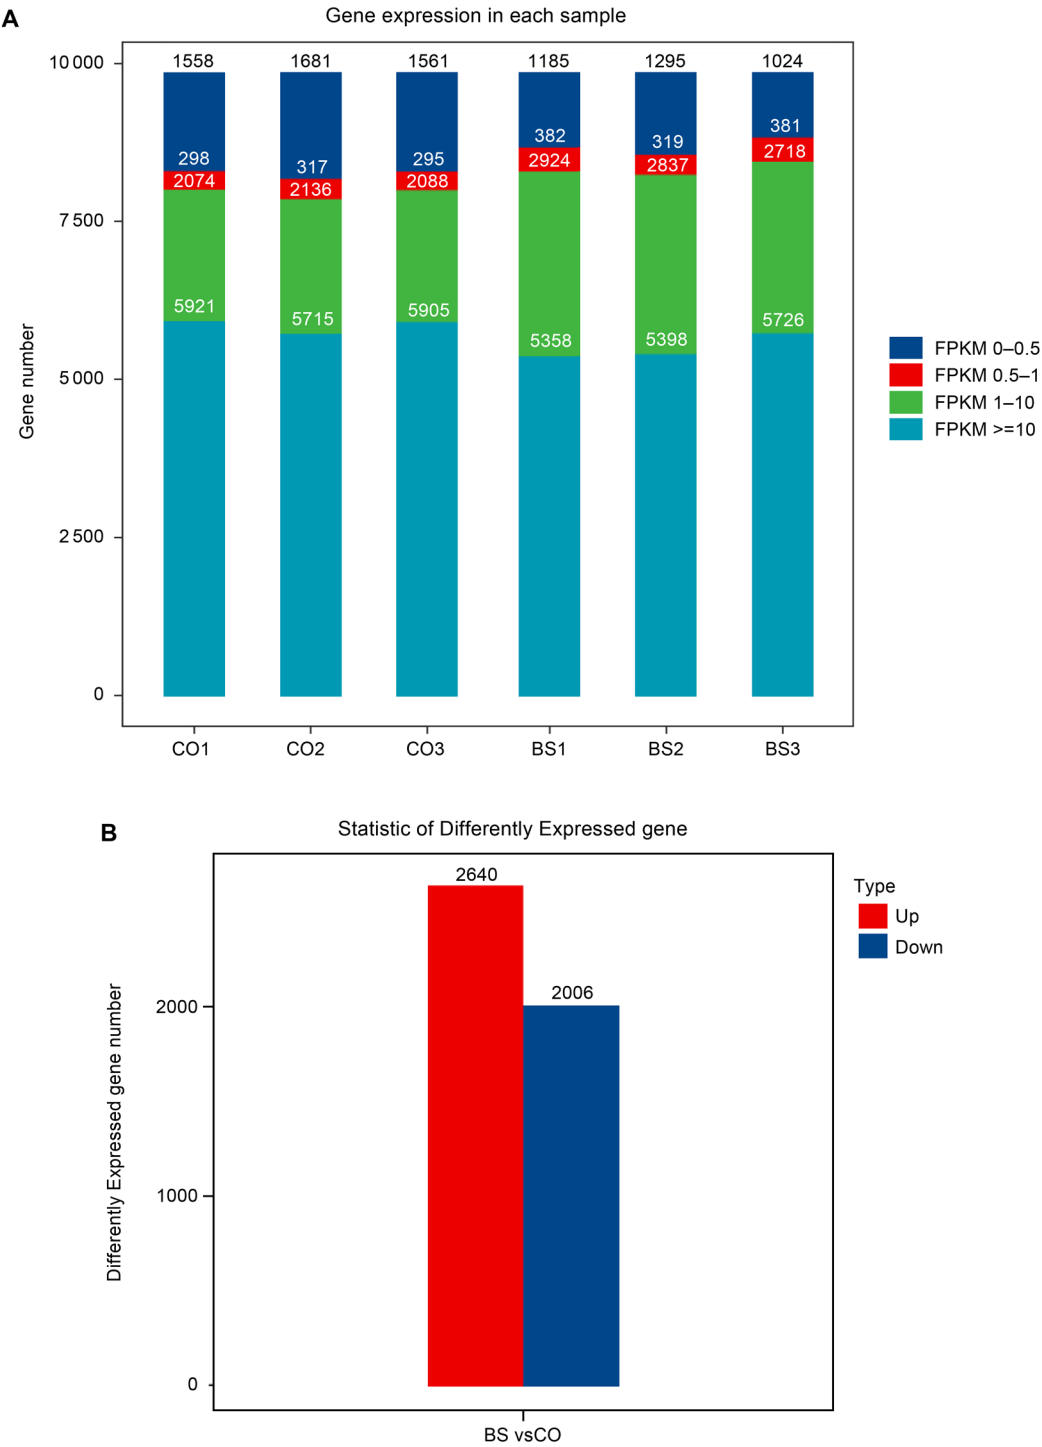 A
Gene expression in each sample
10 000
7 500
5 000
2 500
0
Gene number
1558 1681 1561 1185 1295 1024
298 317 295 382 319 381
2074 2136 2088 2924 2837 2718
5921 5715 5905 5358 5398 5726
CO1 CO2 CO3 BS1 BS2 BS3
FPKM 0–0.5
FPKM 0.5–1
FPKM 1–10
FPKM >=10
B
Statistic of Differently Expressed gene
Differently Expressed gene number
2000
1000
0
2640
2006
BS vsCO
Type
Up
Down